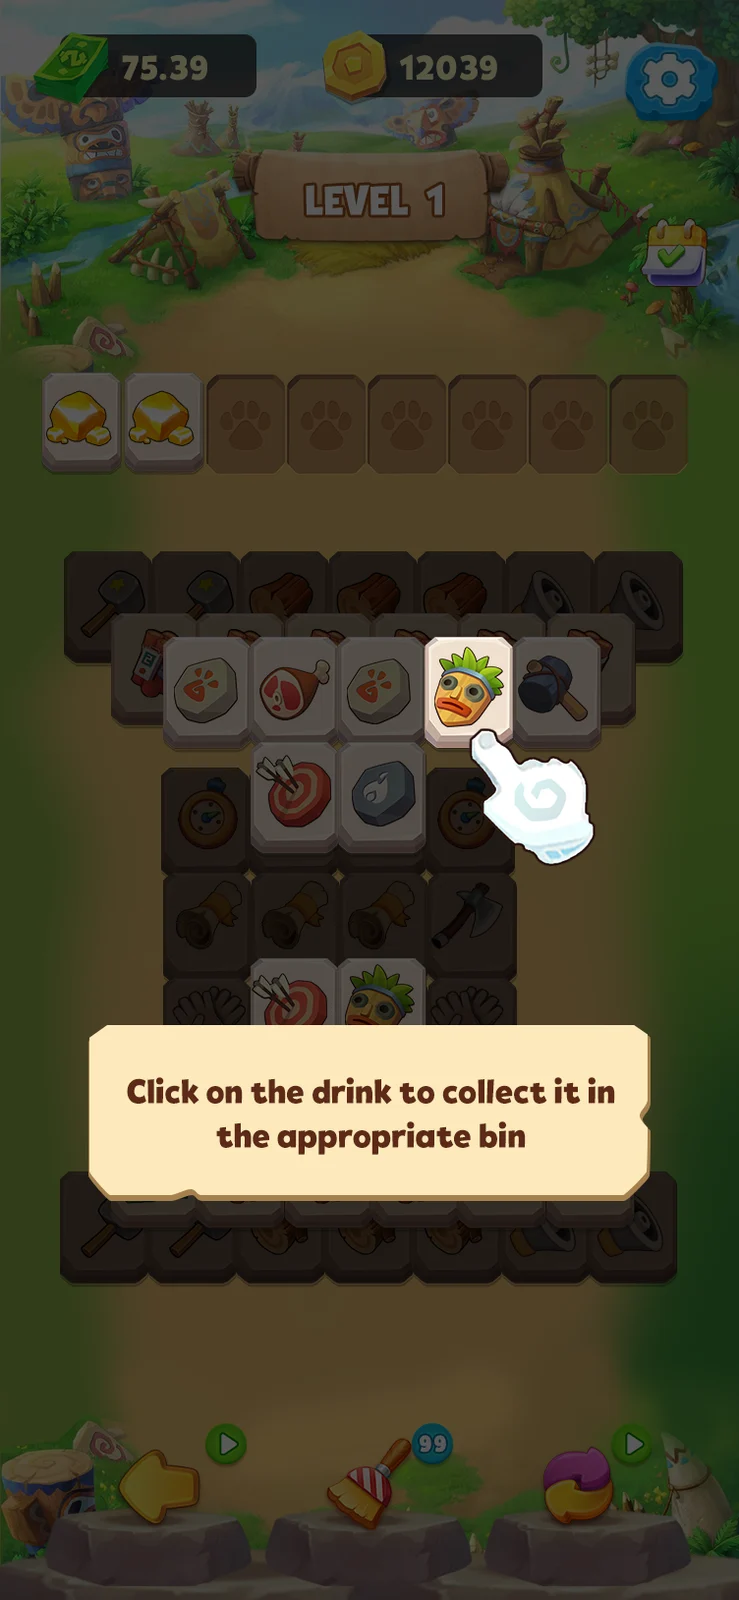 75.39
12039
LEVEL 1
Click on the drink to collect it in
the appropriate bin
99